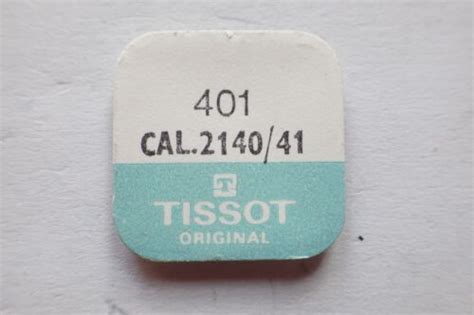 401
CAL.2140/41
T
TISSOT
ORIGINAL